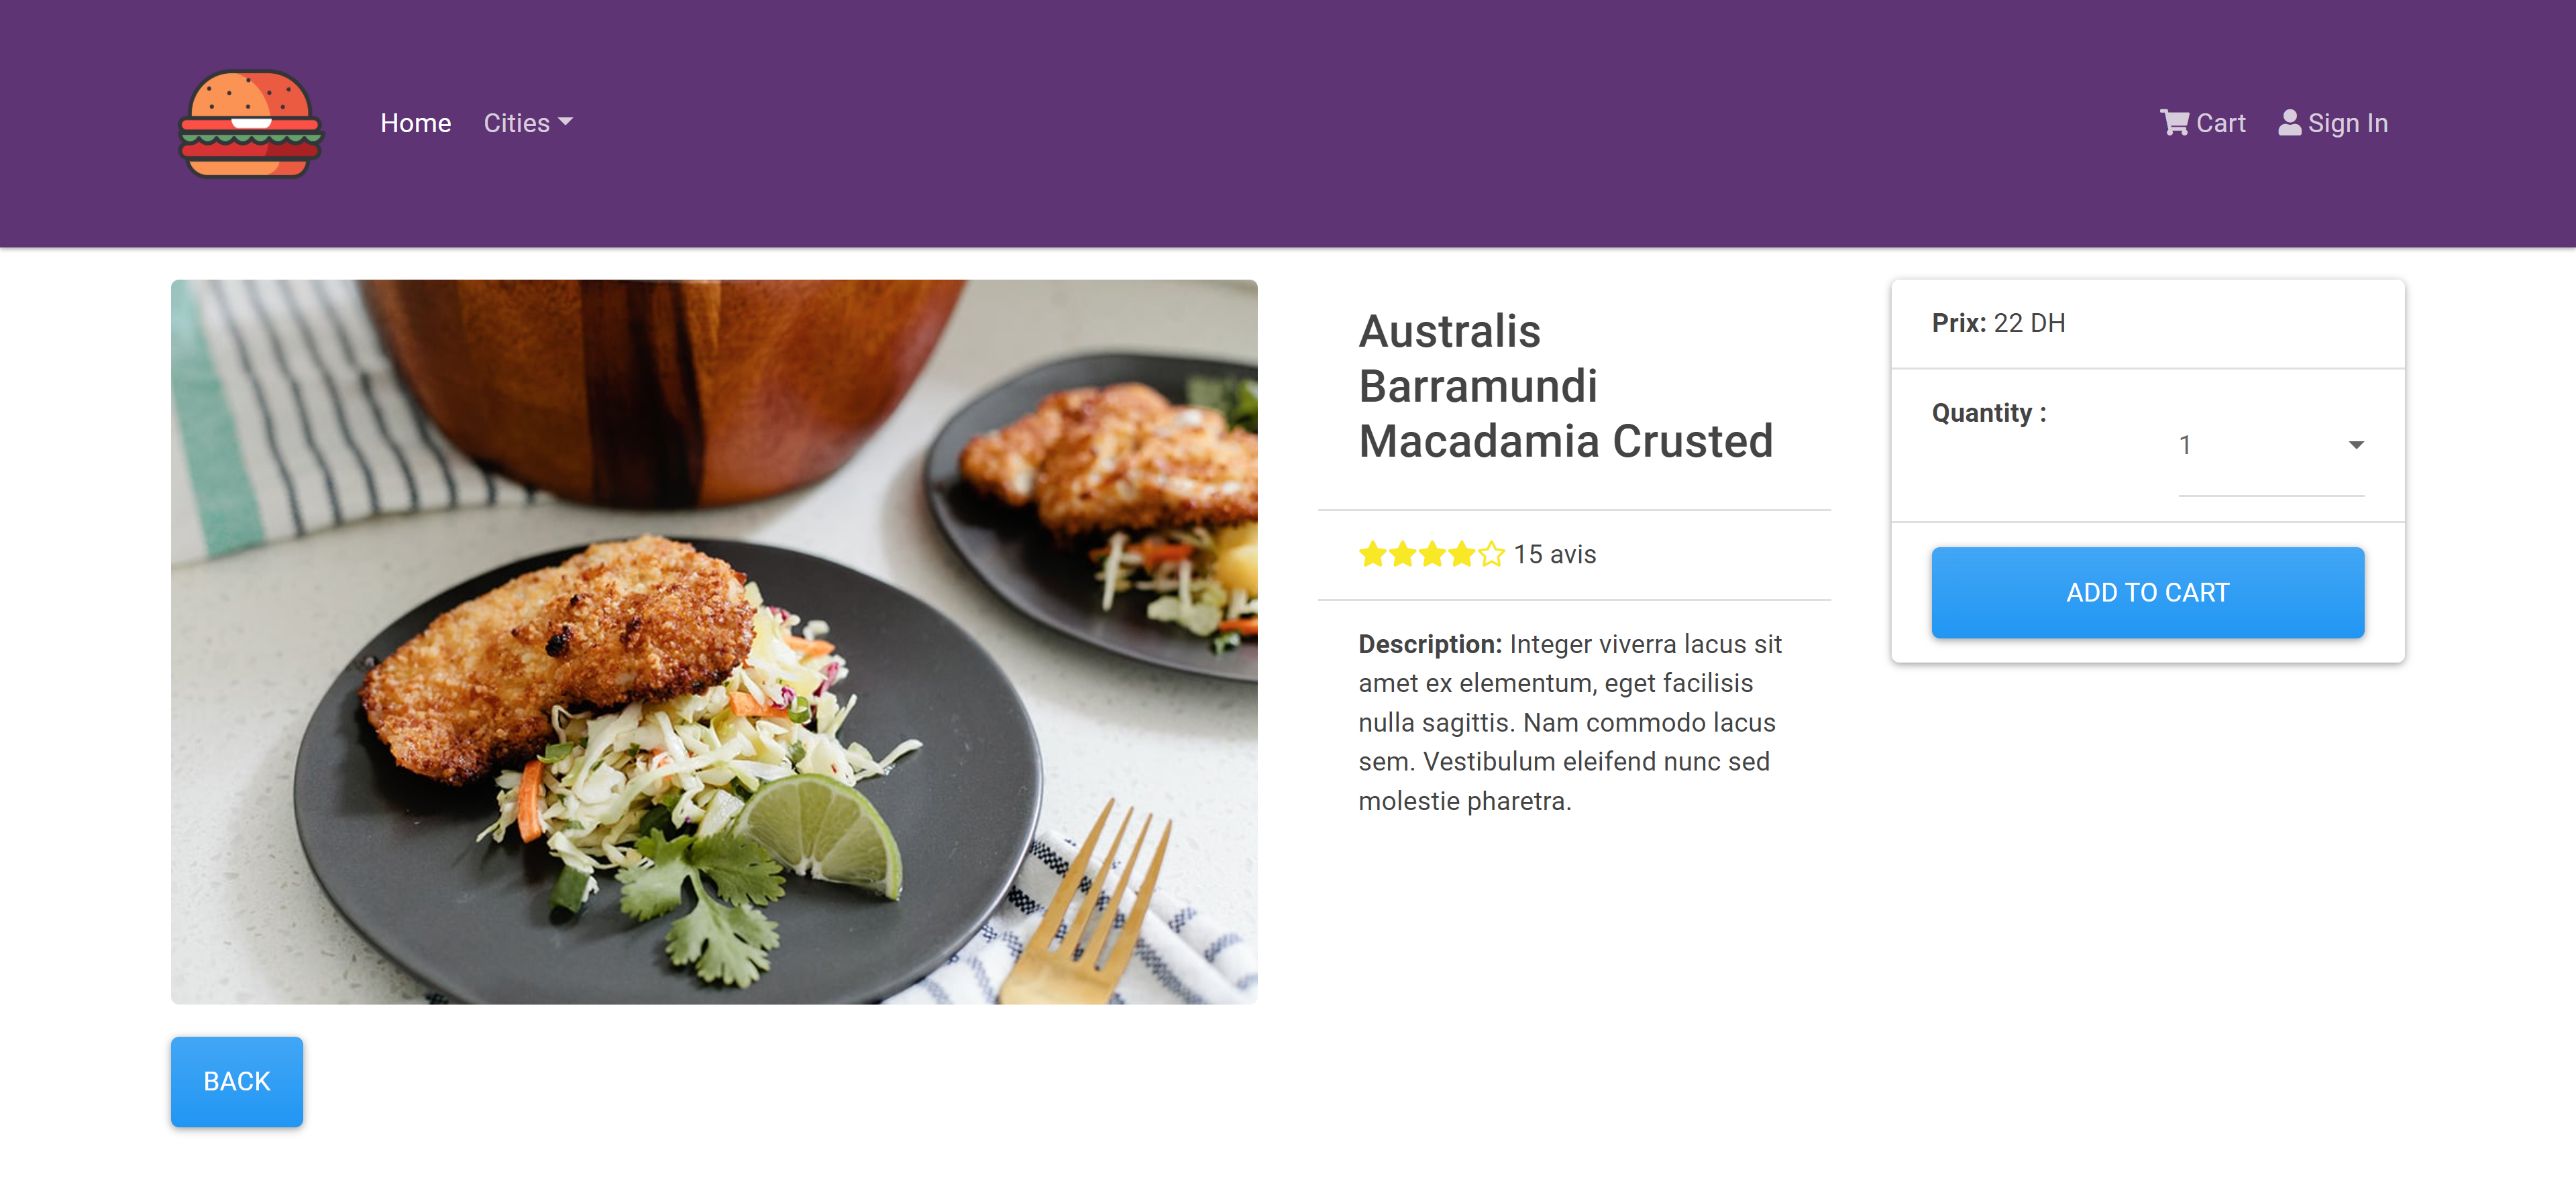 Home Cities
Cart Sign In
Australis
Barramundi
Macadamia Crusted
15 avis
Description: Integer viverra lacus sit
amet ex elementum, eget facilisis
nulla sagittis. Nam commodo lacus
sem. Vestibulum eleifend nunc sed
molestie pharetra.
Prix: 22 DH
Quantity :
1
ADD TO CART
BACK